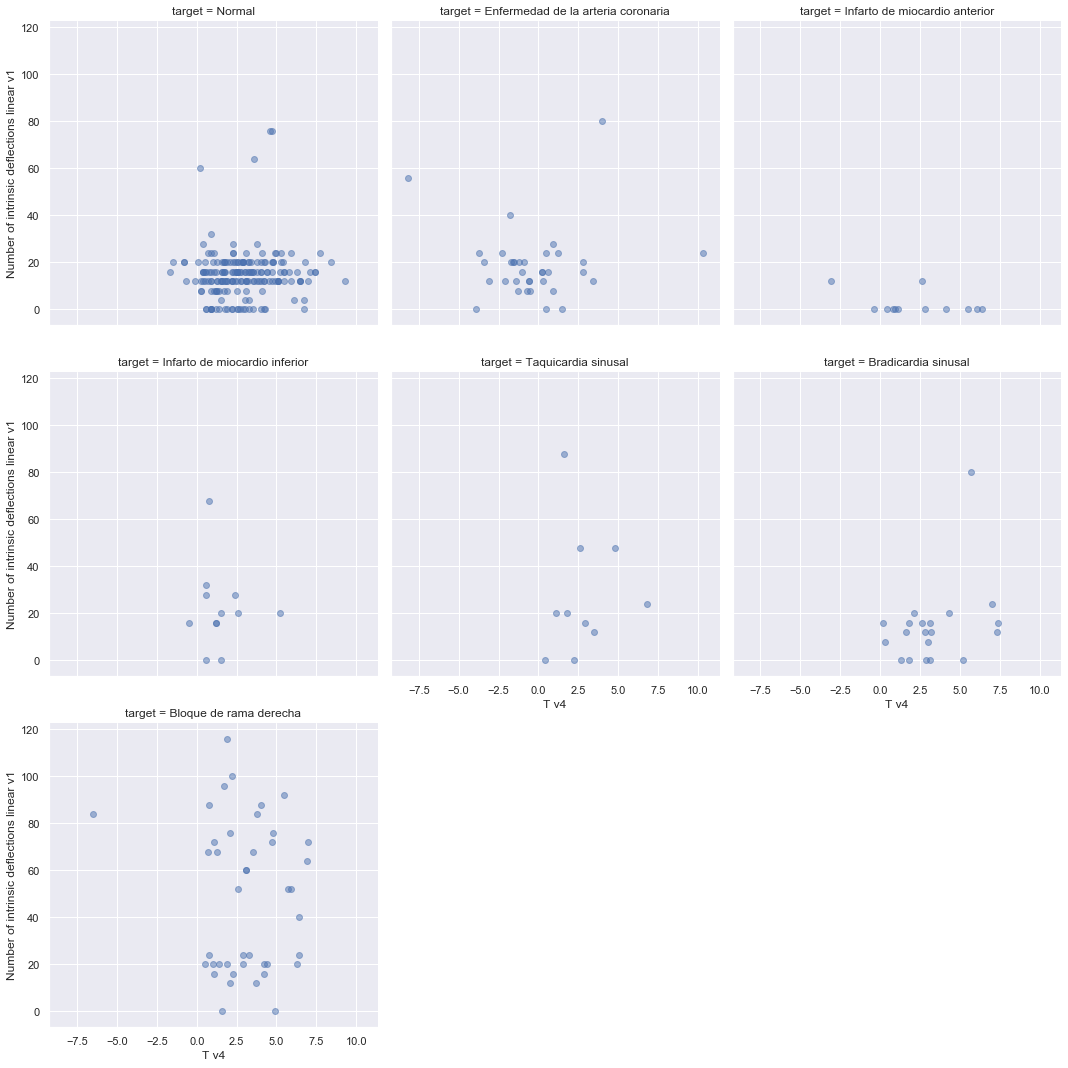 target = Normal
target = Enfermedad de la arteria coronaria
target = Infarto de miocardio anterior
120
100
80
60
40
20
0
Number of intrinsic deflections linear v1
target = Infarto de miocardio inferior
target = Taquicardia sinusal
target = Bradicardia sinusal
120
100
80
60
40
20
0
Number of intrinsic deflections linear v1
−7.5 −5.0 −2.5 0.0 2.5 5.0 7.5 10.0
T v4
−7.5 −5.0 −2.5 0.0 2.5 5.0 7.5 10.0
T v4
target = Bloque de rama derecha
120
100
80
60
40
20
0
Number of intrinsic deflections linear v1
−7.5 −5.0 −2.5 0.0 2.5 5.0 7.5 10.0
T v4